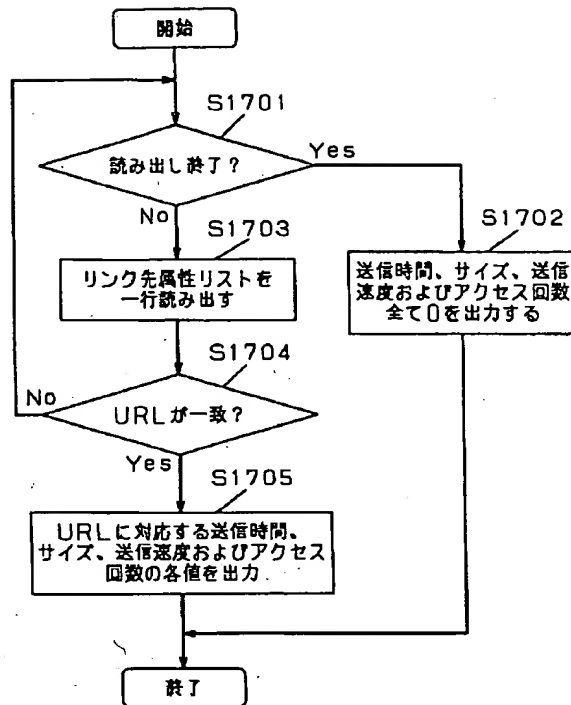 開始
S1701
読み出し終了?
Yes
No
S1703
S1702
リンク先属性リストを
一行読み出す
送信時間、サイズ、送信
速度およびアクセス回数
全て0を出力する
S1704
No
URLが一致?
Yes
S1705
URLに対応する送信時間、
サイズ、送信速度およびアクセス
回数の各値を出力
終了